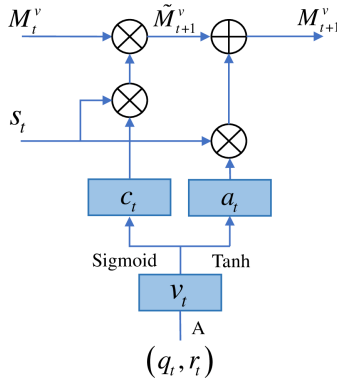 M_t^v M̃_{t+1}^v M_{t+1}^v
s_t
c_t a_t
Sigmoid Tanh
v_t
A
(q_t, r_t)